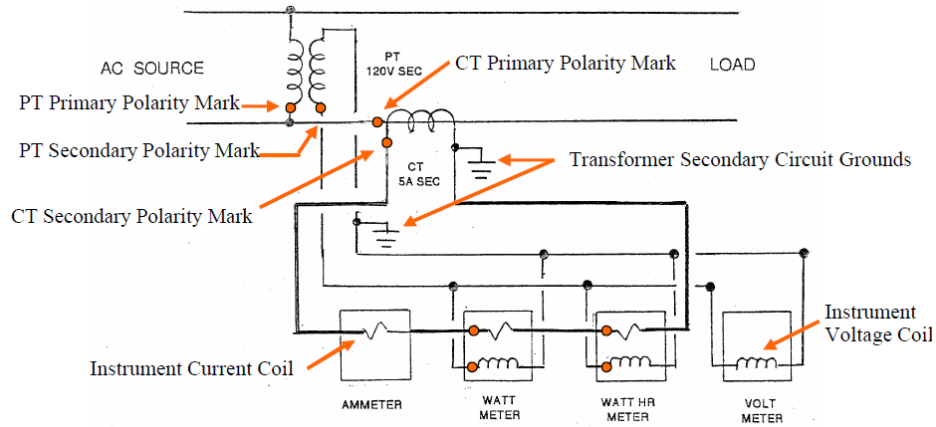 AC SOURCE
PT
120V SEC
CT Primary Polarity Mark
LOAD
PT Primary Polarity Mark
PT Secondary Polarity Mark
CT
5A SEC
Transformer Secondary Circuit Grounds
CT Secondary Polarity Mark
Instrument
Voltage Coil
Instrument Current Coil
AMMETER
WATT
METER
WATT HR
METER
VOLT
METER